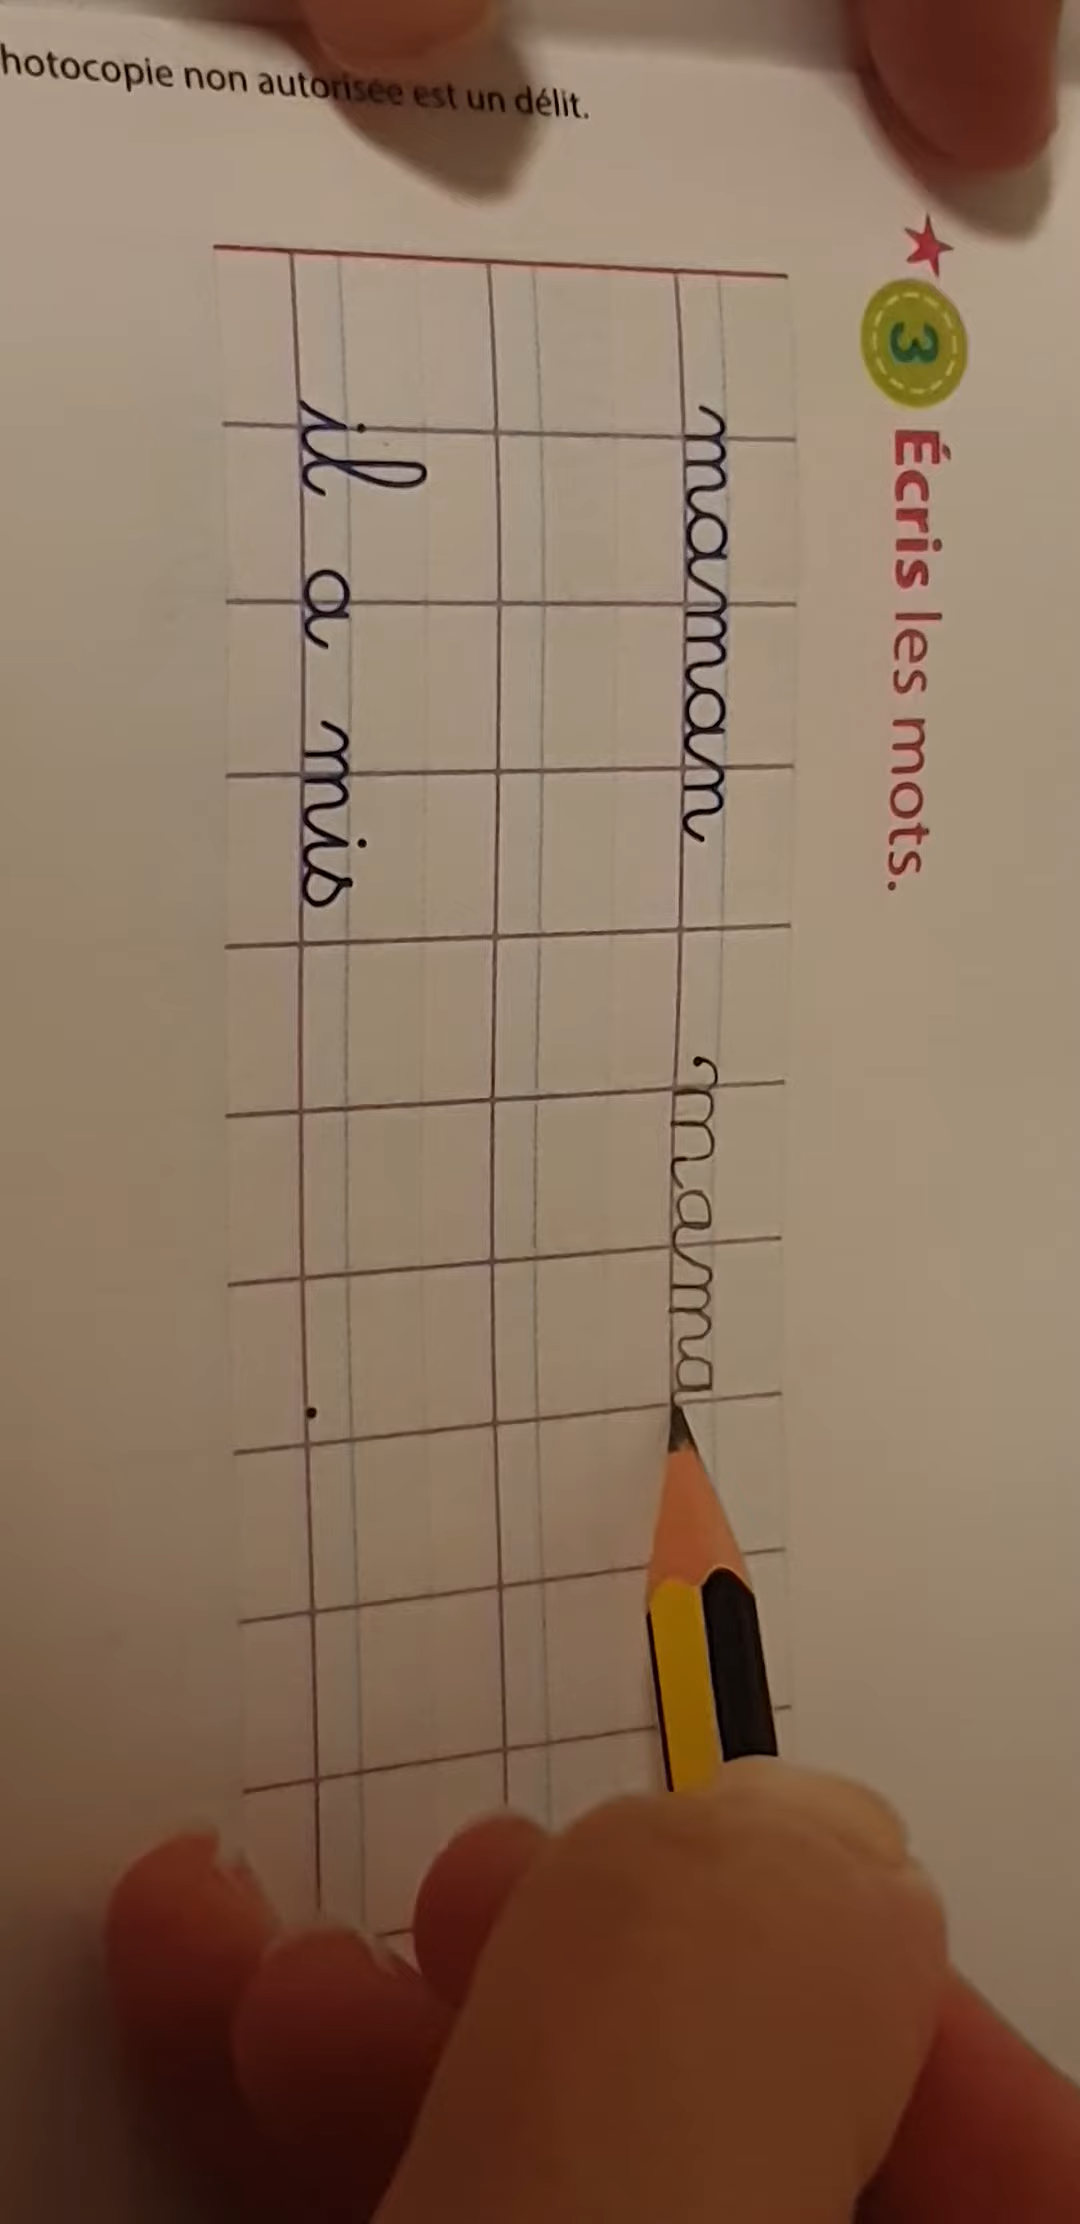 ★ 3 Écris les mots.
maman mama
il a mis .
hotocopie non autorisée est un délit.